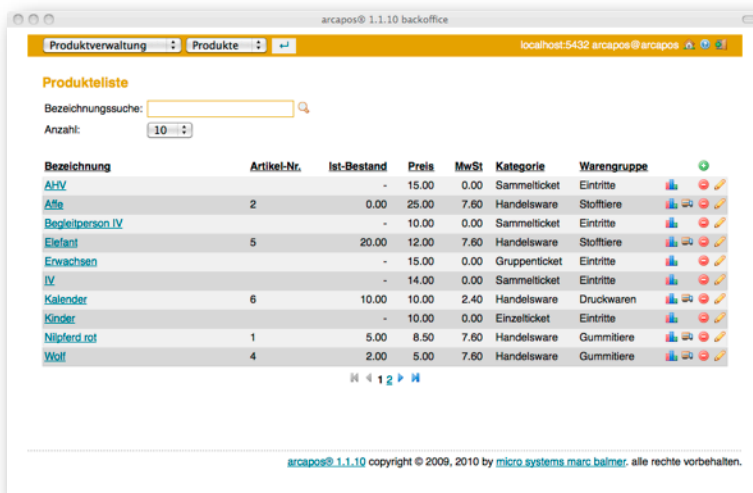 arcapos® 1.1.10 backoffice
Produktverwaltung Produkte localhost:5432 arcapos@arcapos
Produkteliste
Bezeichnungssuche:
Anzahl: 10
Bezeichnung Artikel-Nr. Ist-Bestand Preis MwSt Kategorie Warengruppe
AHV - 15.00 0.00 Sammelticket Eintritte
Affe 2 0.00 25.00 7.60 Handelsware Stofftiere
Begleitperson IV - 10.00 0.00 Sammelticket Eintritte
Elefant 5 20.00 12.00 7.60 Handelsware Stofftiere
Erwachsen - 15.00 0.00 Gruppenticket Eintritte
IV - 14.00 0.00 Sammelticket Eintritte
Kalender 6 10.00 10.00 2.40 Handelsware Druckwaren
Kinder - 10.00 0.00 Einzelticket Eintritte
Nilpferd rot 1 5.00 8.50 7.60 Handelsware Gummitiere
Wolf 4 2.00 5.00 7.60 Handelsware Gummitiere
1 2
arcapos® 1.1.10 copyright © 2009, 2010 by micro systems marc balmer. alle rechte vorbehalten.